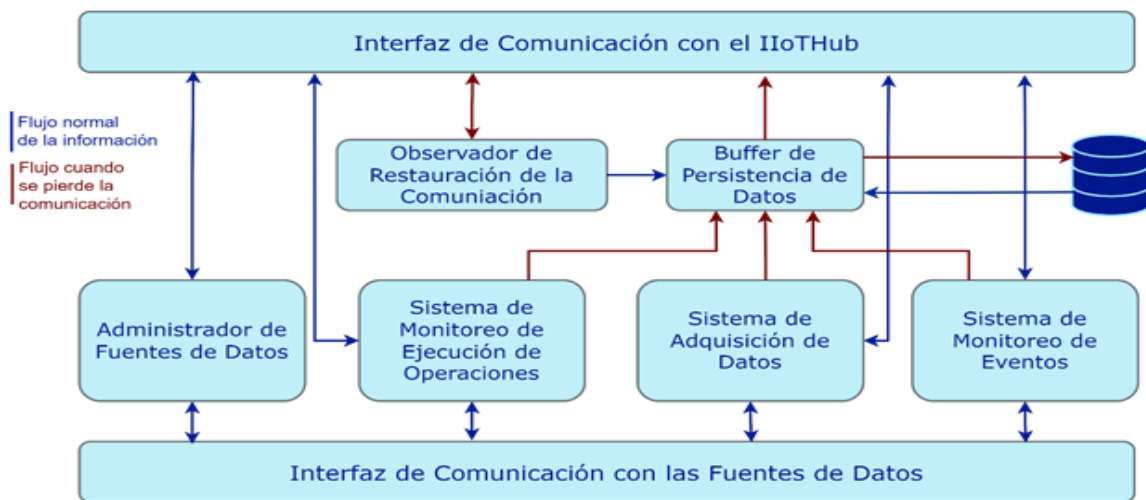 Interfaz de Comunicación con el IIoTHub
Flujo normal
de la información
Flujo cuando
se pierde la
comunicación
Observador de
Restauración de la
Comuniación
Buffer de
Persistencia de
Datos
Administrador de
Fuentes de Datos
Sistema de
Monitoreo de
Ejecución de
Operaciones
Sistema de
Adquisición de
Datos
Sistema de
Monitoreo de
Eventos
Interfaz de Comunicación con las Fuentes de Datos